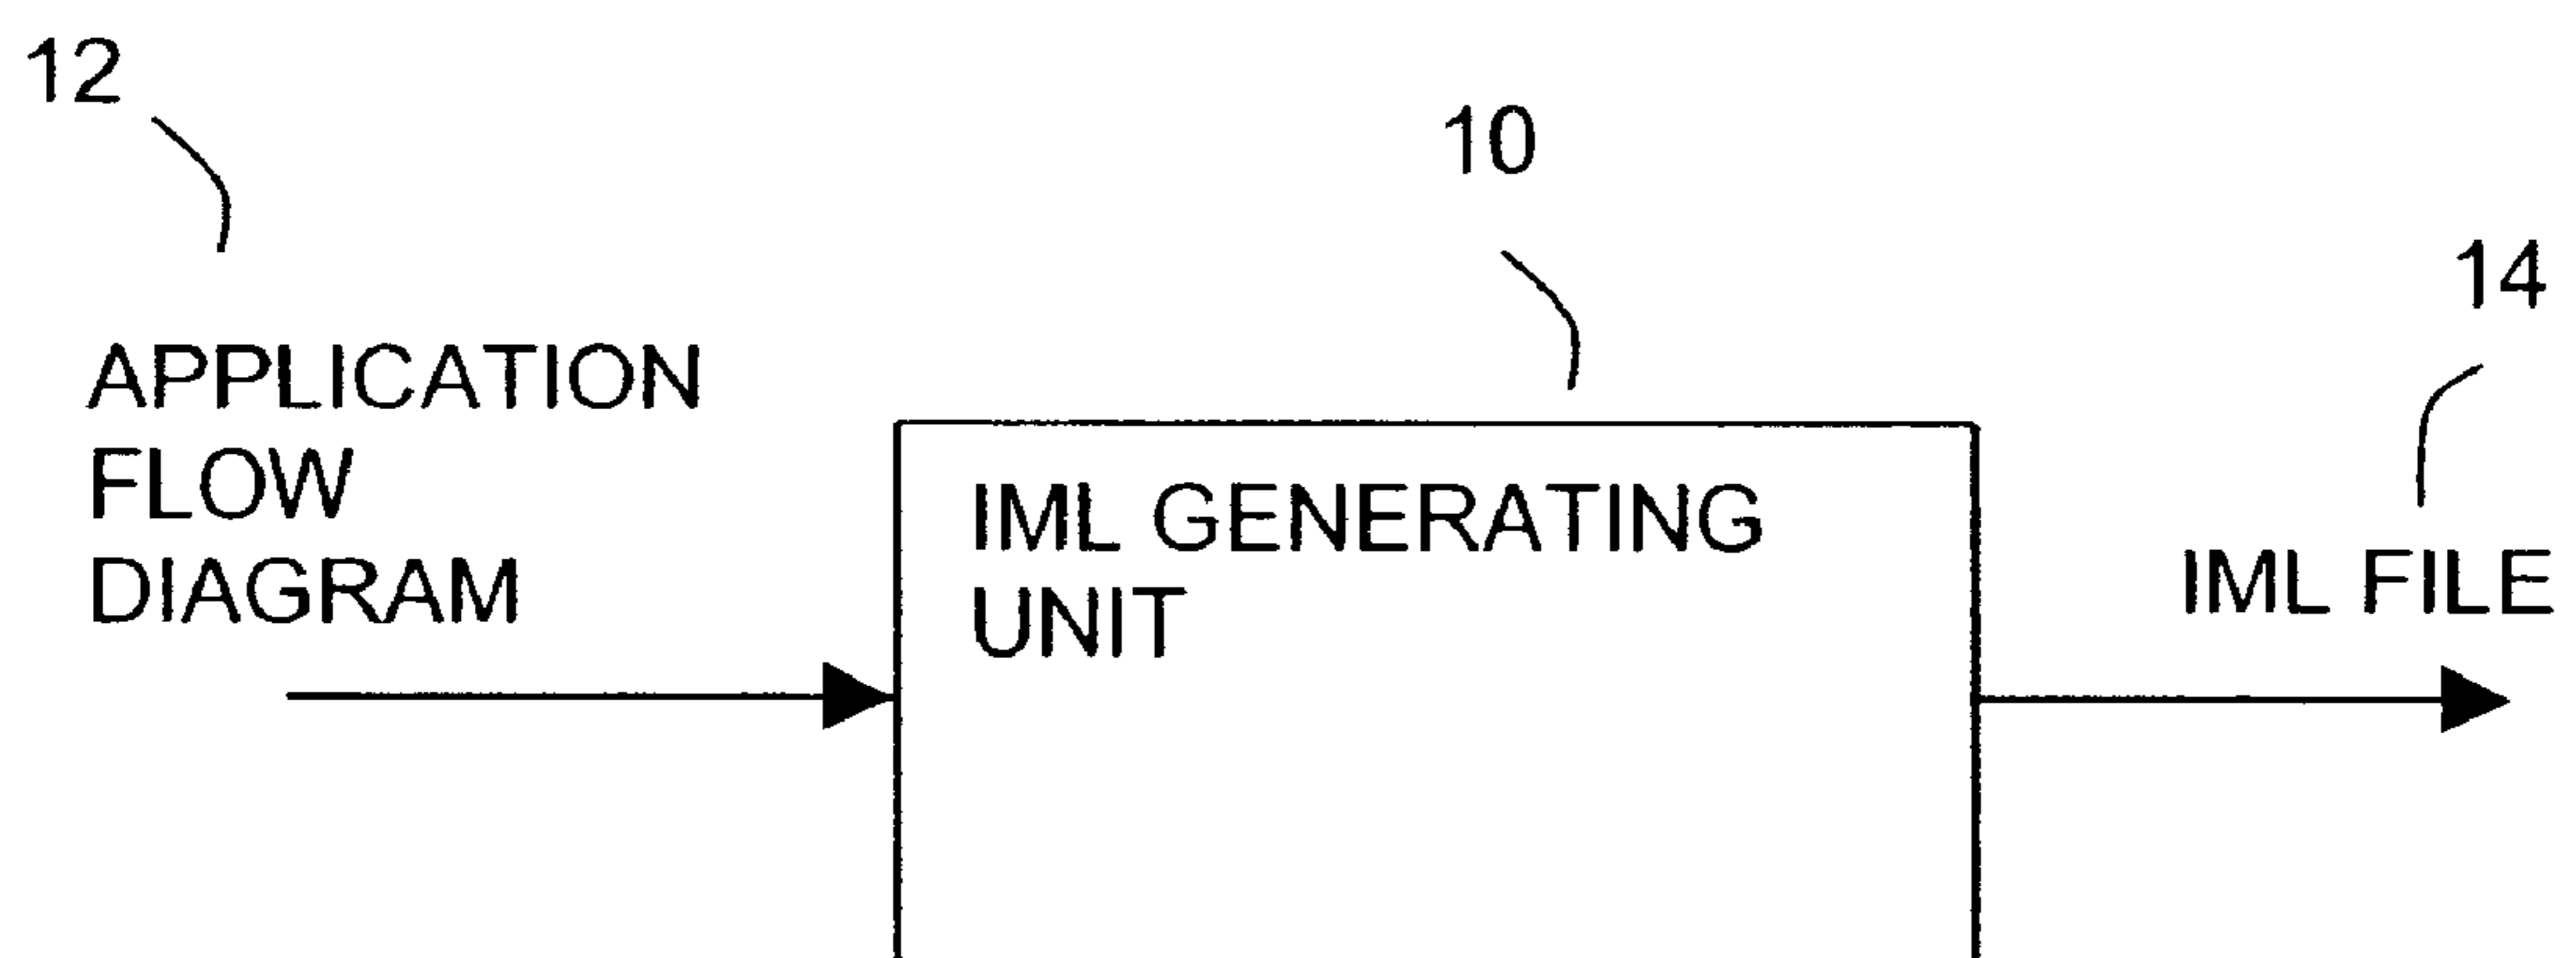 12
10
14
APPLICATION
FLOW
DIAGRAM
IML GENERATING
UNIT
IML FILE